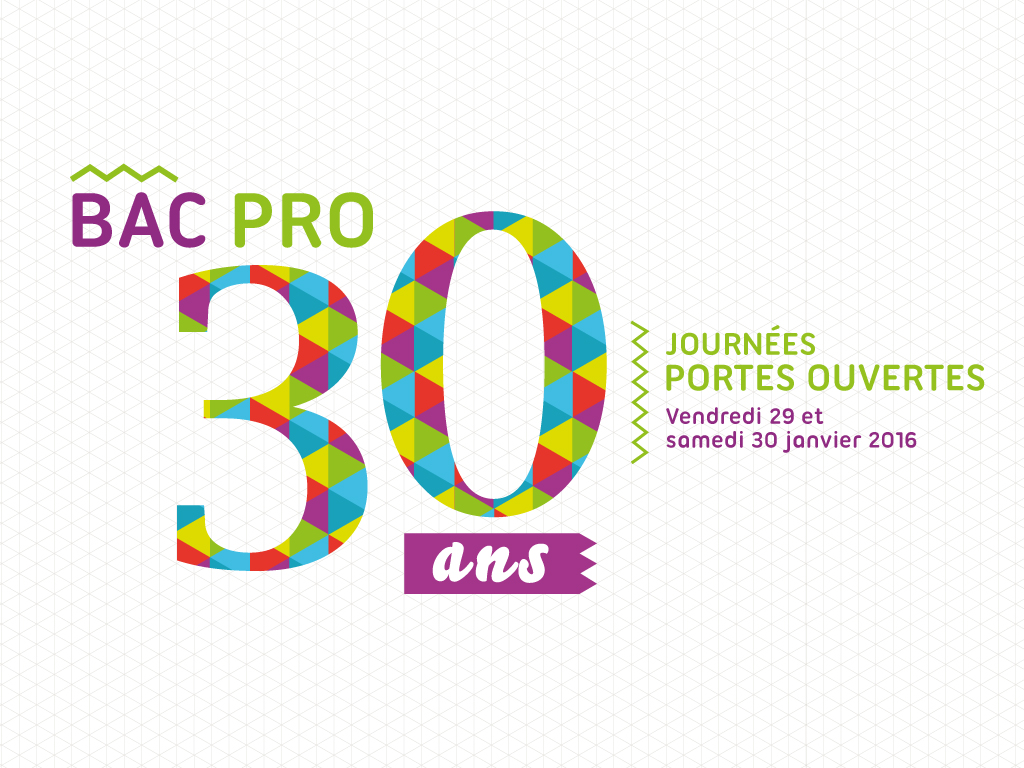 BAC PRO
30
ans
JOURNÉES
PORTES OUVERTES
Vendredi 29 et
samedi 30 janvier 2016